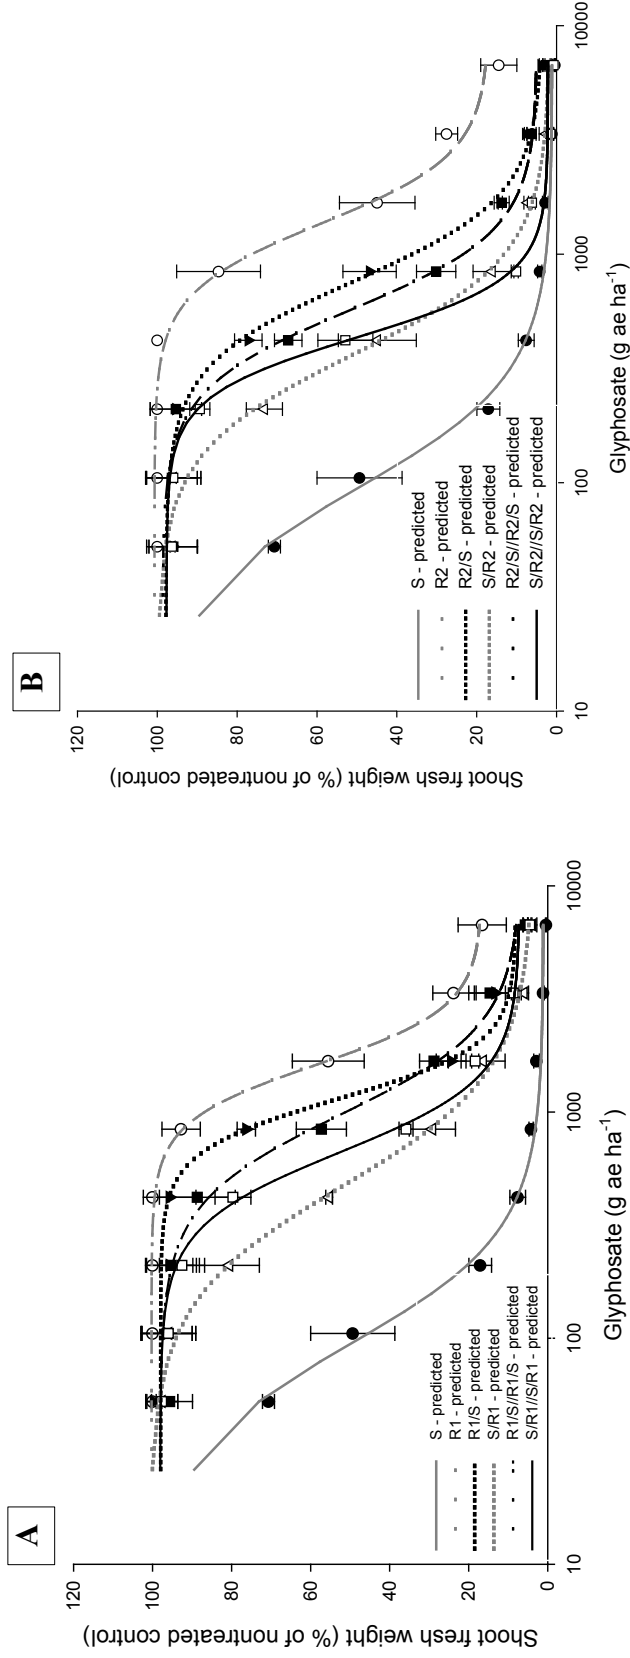 A
Shoot fresh weight (% of nontreated control)
120
100
80
60
40
20
0
S - predicted
R1 - predicted
R1/S - predicted
S/R1 - predicted
R1/S//R1/S - predicted
S/R1//S/R1 - predicted
10
100
1000
10000
Glyphosate (g ae ha⁻¹)
B
Shoot fresh weight (% of nontreated control)
120
100
80
60
40
20
0
S - predicted
R2 - predicted
R2/S - predicted
S/R2 - predicted
R2/S//R2/S - predicted
S/R2//S/R2 - predicted
10
100
1000
10000
Glyphosate (g ae ha⁻¹)